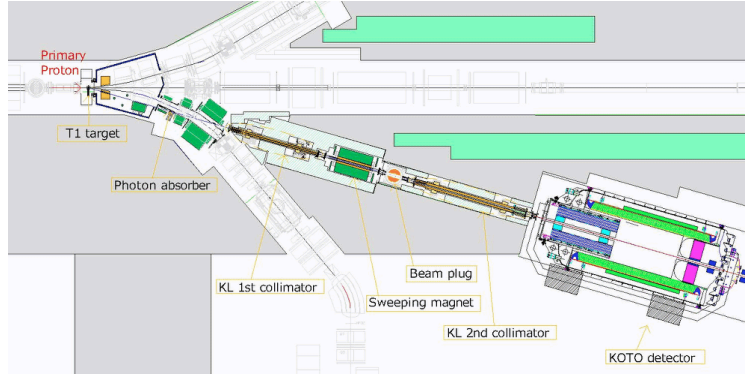 Primary
Proton
T1 target
Photon absorber
KL 1st collimator
Beam plug
Sweeping magnet
KL 2nd collimator
KOTO detector